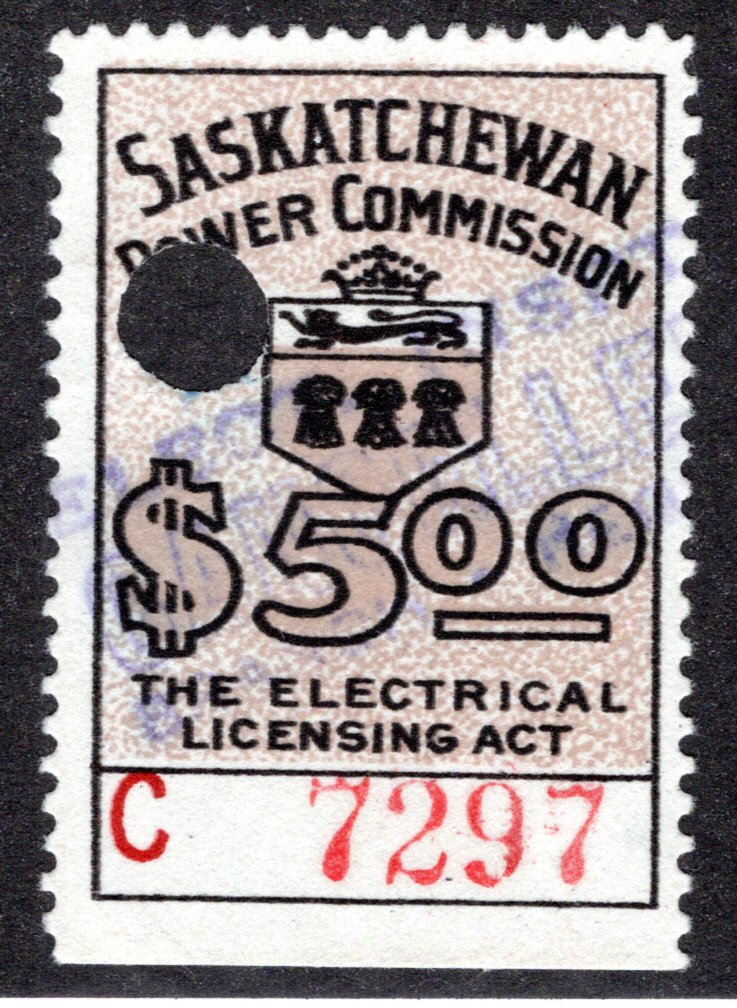 SASKATCHEWAN
POWER COMMISSION
$5.00
THE ELECTRICAL
LICENSING ACT
C 7297